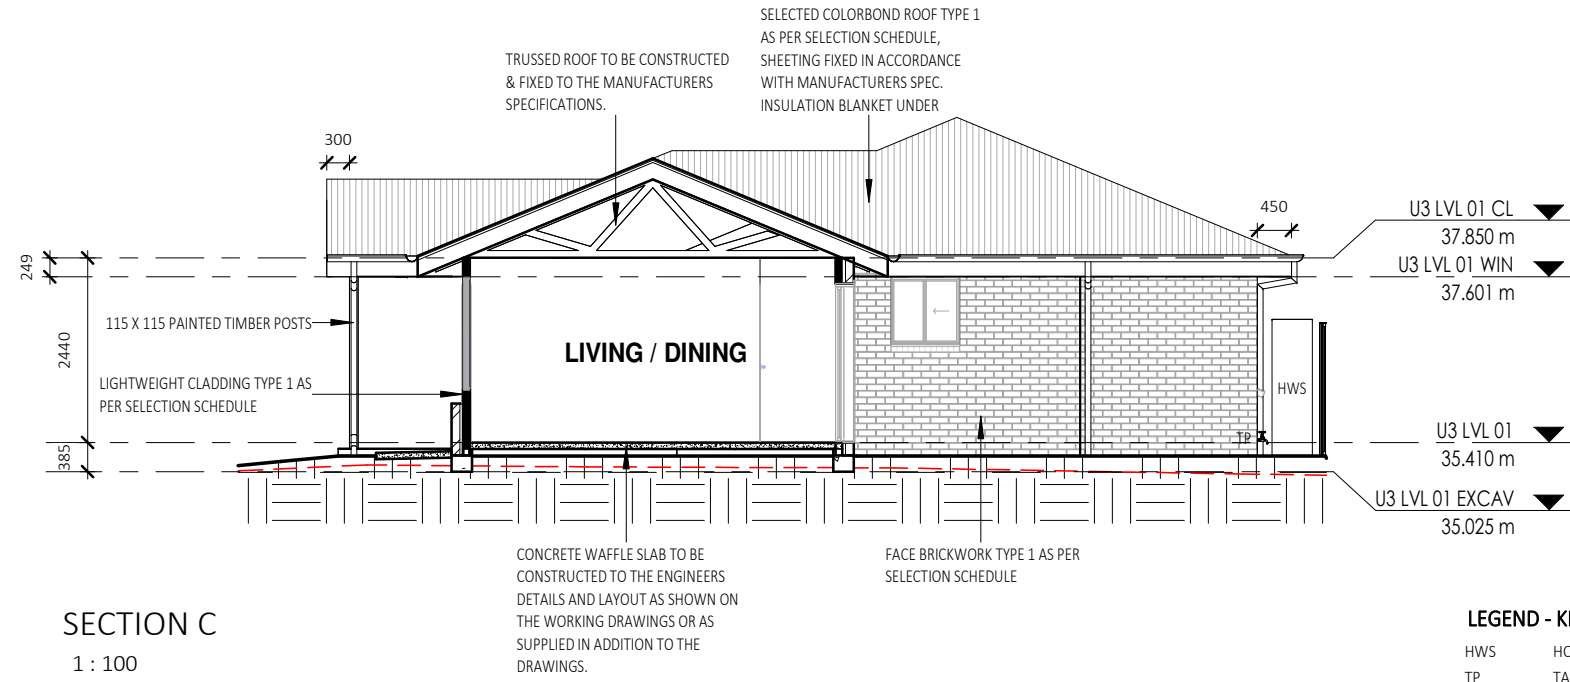 SELECTED COLORBOND ROOF TYPE 1
AS PER SELECTION SCHEDULE,
SHEETING FIXED IN ACCORDANCE
WITH MANUFACTURERS SPEC.
INSULATION BLANKET UNDER
TRUSSED ROOF TO BE CONSTRUCTED
& FIXED TO THE MANUFACTURERS
SPECIFICATIONS.
300
450
U3 LVL 01 CL
37.850 m
U3 LVL 01 WIN
37.601 m
249
115 X 115 PAINTED TIMBER POSTS
2440
LIVING / DINING
LIGHTWEIGHT CLADDING TYPE 1 AS
PER SELECTION SCHEDULE
HWS
TP
U3 LVL 01
35.410 m
385
U3 LVL 01 EXCAV
35.025 m
CONCRETE WAFFLE SLAB TO BE
CONSTRUCTED TO THE ENGINEERS
DETAILS AND LAYOUT AS SHOWN ON
THE WORKING DRAWINGS OR AS
SUPPLIED IN ADDITION TO THE
DRAWINGS.
FACE BRICKWORK TYPE 1 AS PER
SELECTION SCHEDULE
SECTION C
1 : 100
LEGEND - K
HWS HO
TP TA